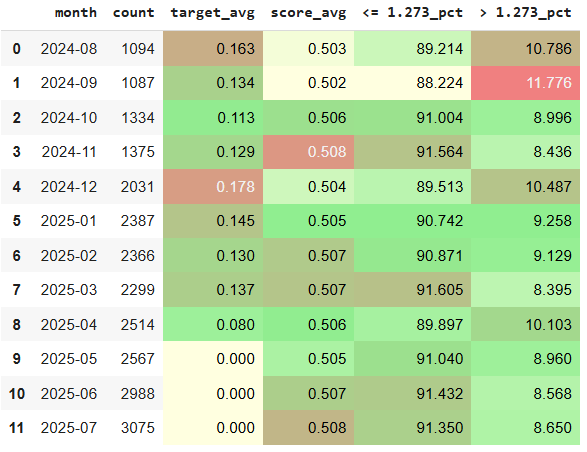 month count target_avg score_avg <= 1.273_pct > 1.273_pct
0 2024-08 1094 0.163 0.503 89.214 10.786
1 2024-09 1087 0.134 0.502 88.224 11.776
2 2024-10 1334 0.113 0.506 91.004 8.996
3 2024-11 1375 0.129 0.508 91.564 8.436
4 2024-12 2031 0.178 0.504 89.513 10.487
5 2025-01 2387 0.145 0.505 90.742 9.258
6 2025-02 2366 0.130 0.507 90.871 9.129
7 2025-03 2299 0.137 0.507 91.605 8.395
8 2025-04 2514 0.080 0.506 89.897 10.103
9 2025-05 2567 0.000 0.505 91.040 8.960
10 2025-06 2988 0.000 0.507 91.432 8.568
11 2025-07 3075 0.000 0.508 91.350 8.650